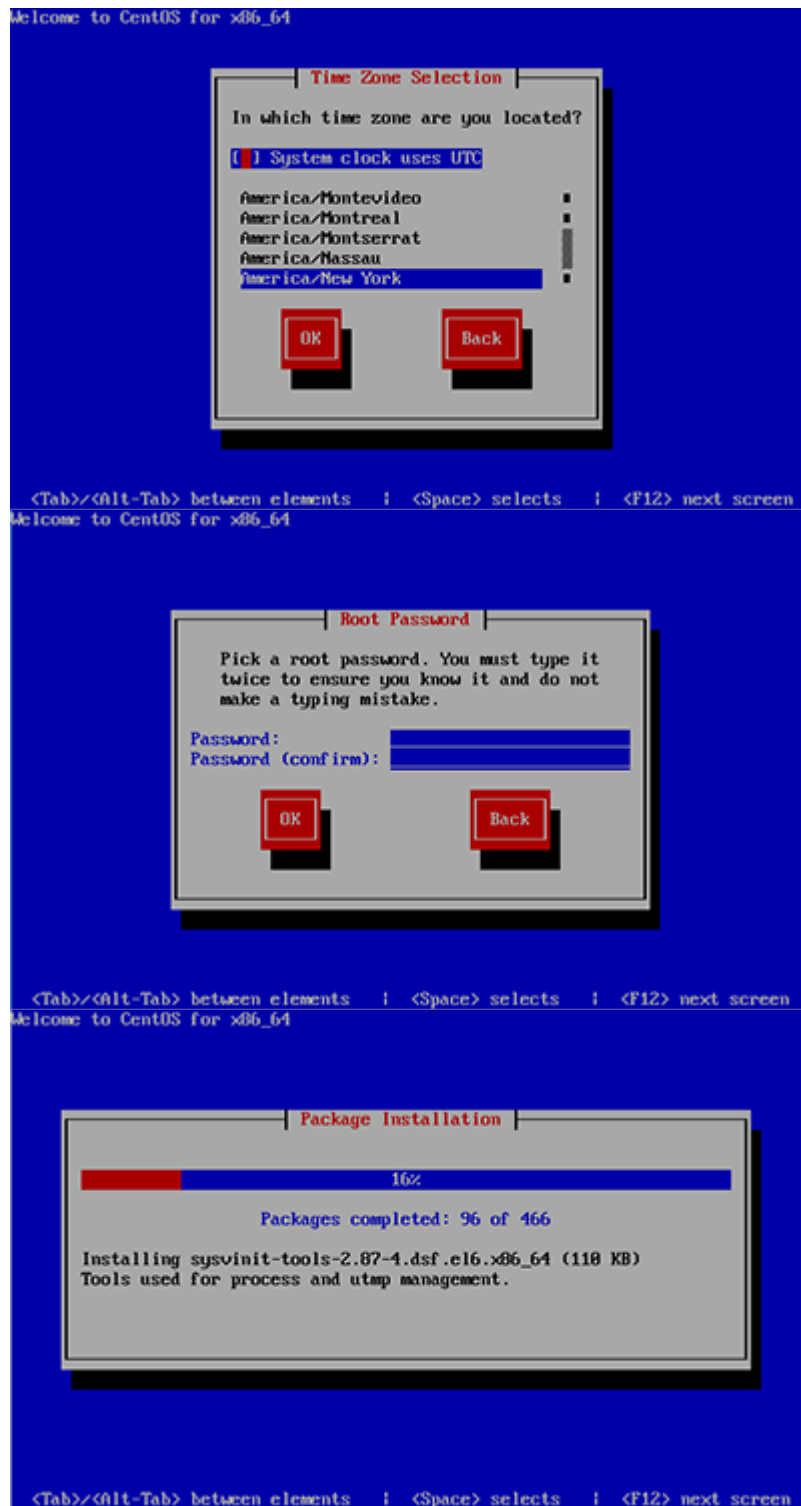 Welcome to CentOS for x86_64
Time Zone Selection
In which time zone are you located?
[ ] System clock uses UTC
America/Montevideo
America/Montreal
America/Montserrat
America/Nassau
America/New York
OK Back
<Tab>/<Alt-Tab> between elements | <Space> selects | <F12> next screen
Welcome to CentOS for x86_64
Root Password
Pick a root password. You must type it
twice to ensure you know it and do not
make a typing mistake.
Password:
Password (confirm):
OK Back
<Tab>/<Alt-Tab> between elements | <Space> selects | <F12> next screen
Welcome to CentOS for x86_64
Package Installation
16%
Packages completed: 96 of 466
Installing sysvinit-tools-2.87-4.dsf.el6.x86_64 (110 KB)
Tools used for process and utmp management.
<Tab>/<Alt-Tab> between elements | <Space> selects | <F12> next screen